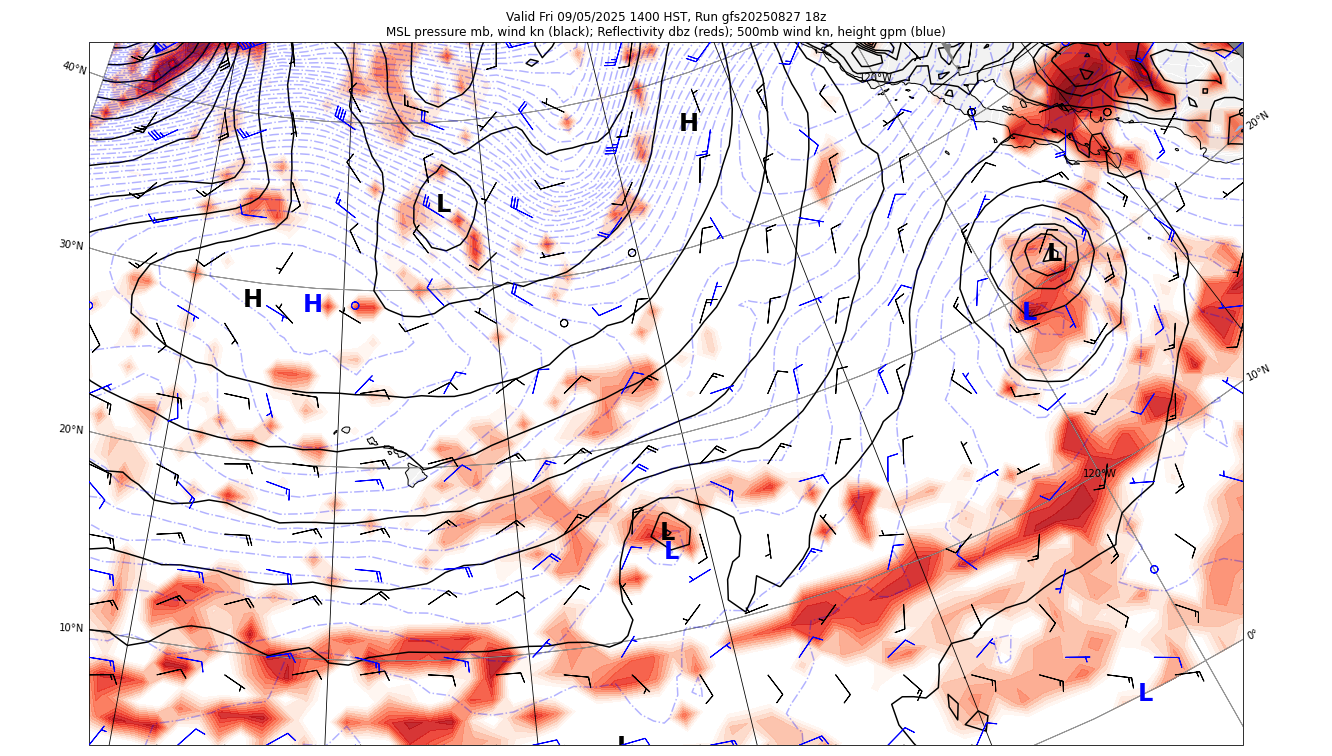 Valid Fri 09/05/2025 1400 HST, Run gfs20250827 18z
MSL pressure mb, wind kn (black); Reflectivity dbz (reds); 500mb wind kn, height gpm (blue)
40°N
120°W
20°N
H
L
30°N
L
H
H
L
10°N
20°N
120°W
L
L
10°N
0°
L
L